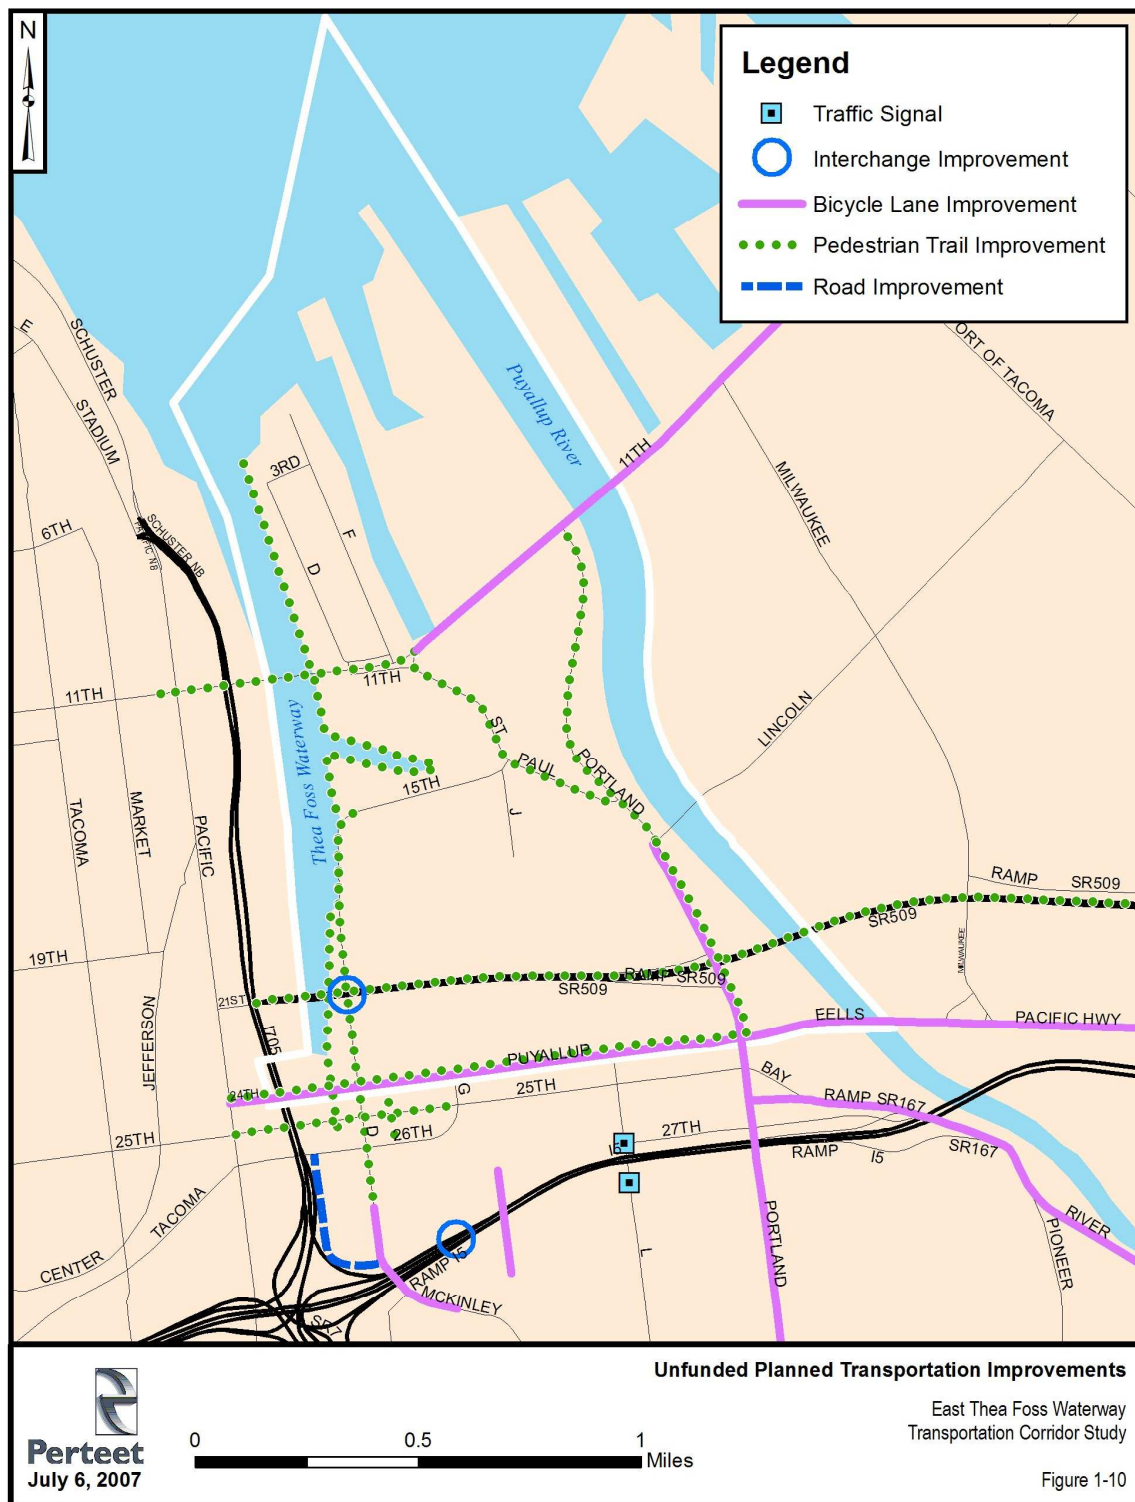 N
Legend
Traffic Signal
Interchange Improvement
Bicycle Lane Improvement
Pedestrian Trail Improvement
Road Improvement
PORT OF TACOMA
E
SCHUSTER
STADIUM
Puyallup River
11TH
3RD
MILWAUKEE
6TH
SCHUSTER NB
PACIFIC NB
F
D
11TH
11TH
Thea Foss Waterway
ST
PAUL
PORTLAND
LINCOLN
15TH
J
TACOMA
MARKET
PACIFIC
RAMP
SR509
SR509
MILWAUKEE
19TH
RAMP
SR509
SR509
21ST
JEFFERSON
I705
EELLS
PACIFIC HWY
PUYALLUP
24TH
G
25TH
BAY
RAMP
SR167
25TH
D
26TH
27TH
I5
RAMP
I5
SR167
TACOMA
PORTLAND
PIONEER
RIVER
L
CENTER
RAMP I5
MCKINLEY
SR7
Unfunded Planned Transportation Improvements
East Thea Foss Waterway
Transportation Corridor Study
Figure 1-10
0
0.5
1
Miles
Perteet
July 6, 2007